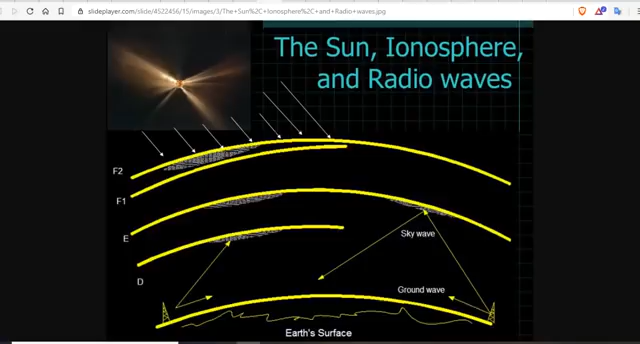 slideplayer.com/slide/4522456/15/images/3/The+Sun%2C+Ionosphere%2C+and+Radio+waves.jpg
The Sun, Ionosphere,
and Radio waves
F2
F1
E
Sky wave
D
Ground wave
Earth's Surface